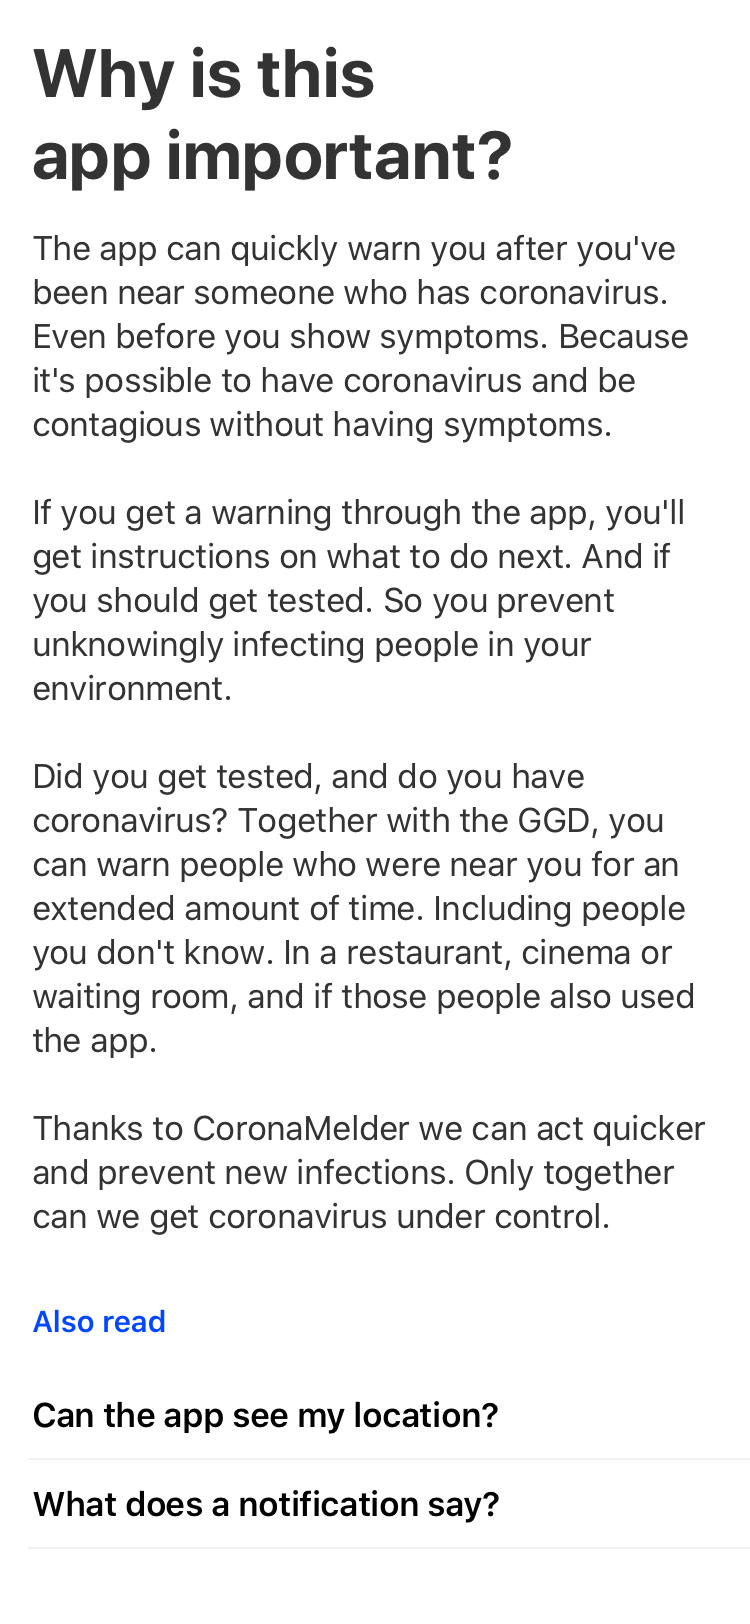 Why is this
app important?
The app can quickly warn you after you've
been near someone who has coronavirus.
Even before you show symptoms. Because
it's possible to have coronavirus and be
contagious without having symptoms.
If you get a warning through the app, you'll
get instructions on what to do next. And if
you should get tested. So you prevent
unknowingly infecting people in your
environment.
Did you get tested, and do you have
coronavirus? Together with the GGD, you
can warn people who were near you for an
extended amount of time. Including people
you don't know. In a restaurant, cinema or
waiting room, and if those people also used
the app.
Thanks to CoronaMelder we can act quicker
and prevent new infections. Only together
can we get coronavirus under control.
Also read
Can the app see my location?
What does a notification say?